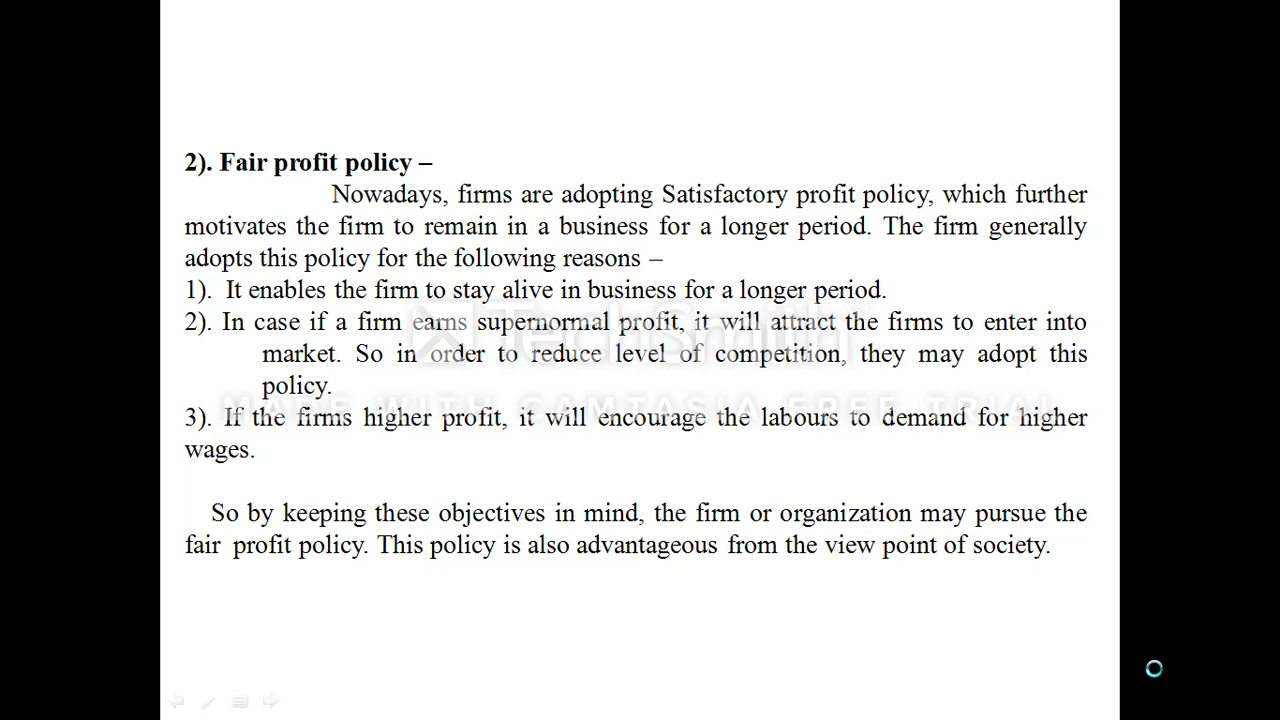 2). Fair profit policy –
Nowadays, firms are adopting Satisfactory profit policy, which further
motivates the firm to remain in a business for a longer period. The firm generally
adopts this policy for the following reasons –
1). It enables the firm to stay alive in business for a longer period.
2). In case if a firm earns supernormal profit, it will attract the firms to enter into
market. So in order to reduce level of competition, they may adopt this
policy.
3). If the firms higher profit, it will encourage the labours to demand for higher
wages.
So by keeping these objectives in mind, the firm or organization may pursue the
fair profit policy. This policy is also advantageous from the view point of society.
TechSmith
MADE WITH CAMTASIA FREE TRIAL